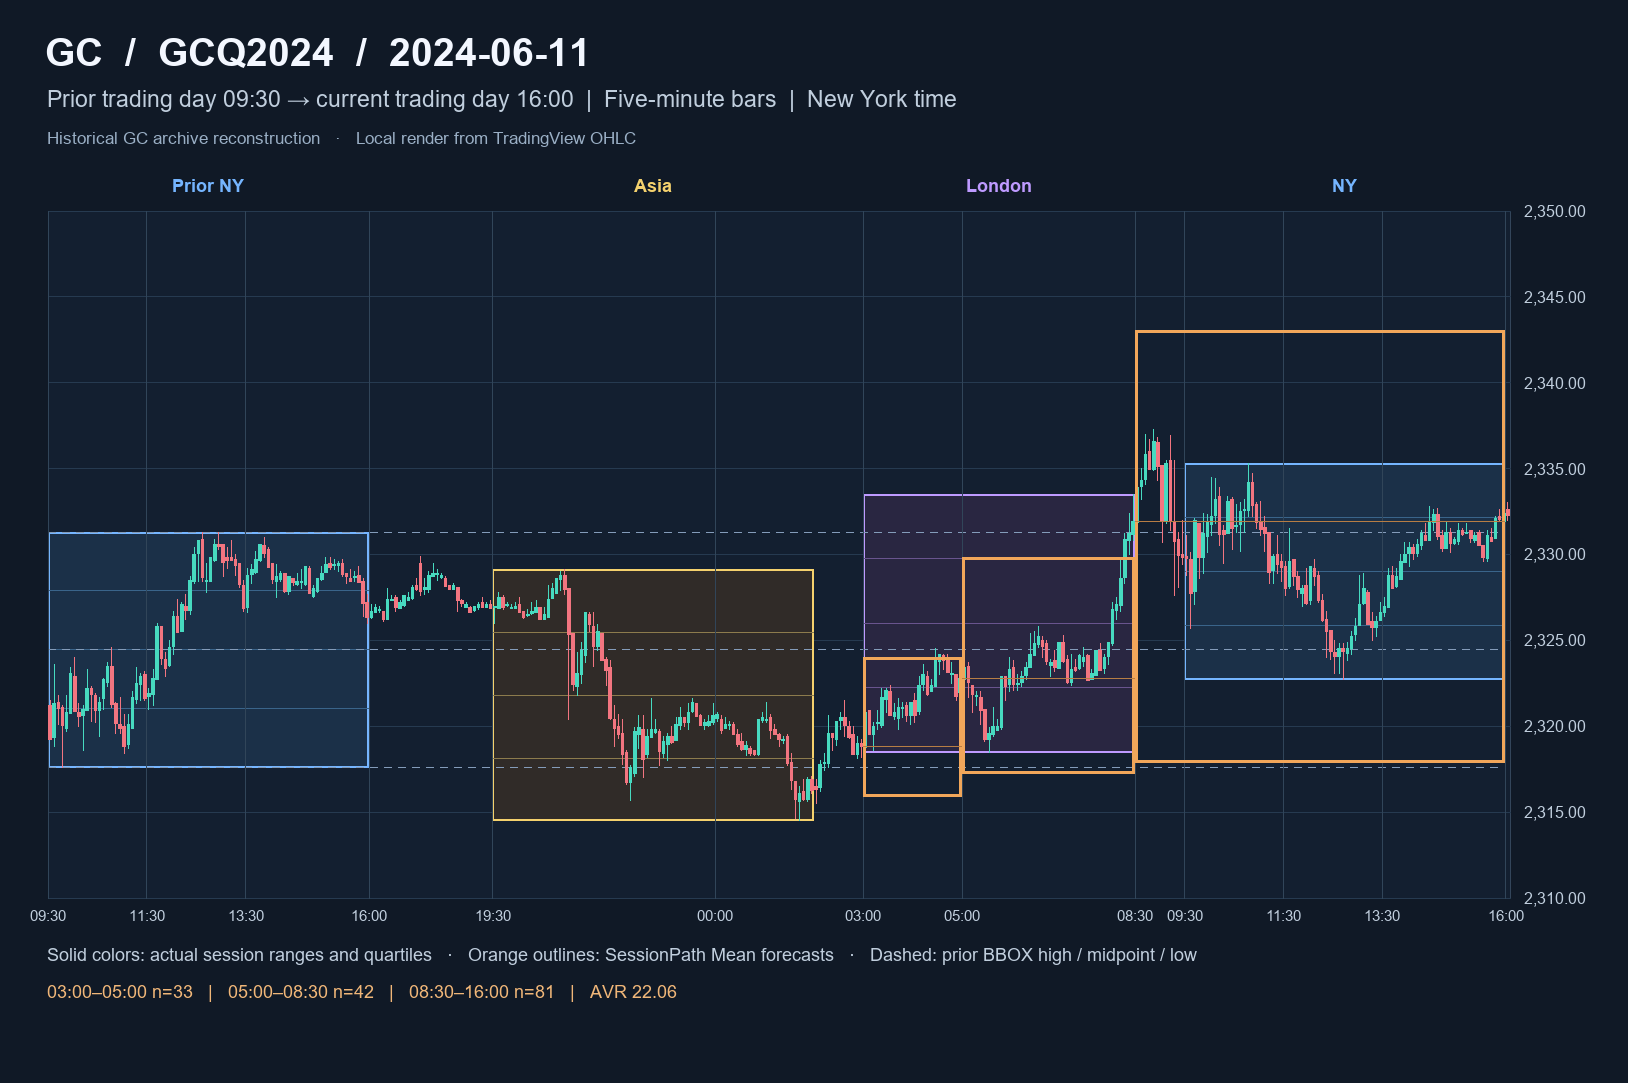 GC / GCQ2024 / 2024-06-11
Prior trading day 09:30 → current trading day 16:00 | Five-minute bars | New York time
Historical GC archive reconstruction · Local render from TradingView OHLC
Prior NY Asia London NY
2,350.00
2,345.00
2,340.00
2,335.00
2,330.00
2,325.00
2,320.00
2,315.00
2,310.00
09:30 11:30 13:30 16:00 19:30 00:00 03:00 05:00 08:30 09:30 11:30 13:30 16:00
Solid colors: actual session ranges and quartiles · Orange outlines: SessionPath Mean forecasts · Dashed: prior BBOX high / midpoint / low
03:00–05:00 n=33 | 05:00–08:30 n=42 | 08:30–16:00 n=81 | AVR 22.06